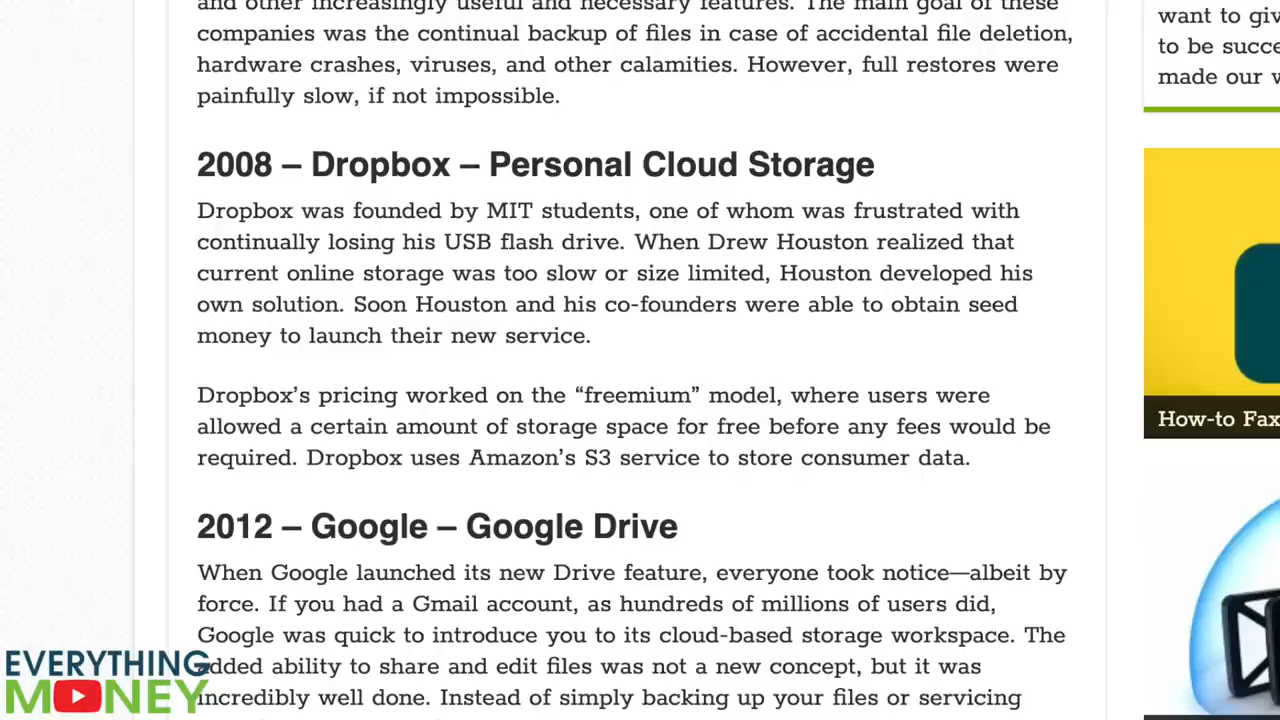 and other increasingly useful and necessary features. The main goal of these
companies was the continual backup of files in case of accidental file deletion,
hardware crashes, viruses, and other calamities. However, full restores were
painfully slow, if not impossible.
2008 – Dropbox – Personal Cloud Storage
Dropbox was founded by MIT students, one of whom was frustrated with
continually losing his USB flash drive. When Drew Houston realized that
current online storage was too slow or size limited, Houston developed his
own solution. Soon Houston and his co-founders were able to obtain seed
money to launch their new service.
Dropbox’s pricing worked on the “freemium” model, where users were
allowed a certain amount of storage space for free before any fees would be
required. Dropbox uses Amazon’s S3 service to store consumer data.
2012 – Google – Google Drive
When Google launched its new Drive feature, everyone took notice—albeit by
force. If you had a Gmail account, as hundreds of millions of users did,
Google was quick to introduce you to its cloud-based storage workspace. The
added ability to share and edit files was not a new concept, but it was
incredibly well done. Instead of simply backing up your files or servicing
want to giv
to be succe
made our w
How-to Fax
EVERYTHING
MONEY